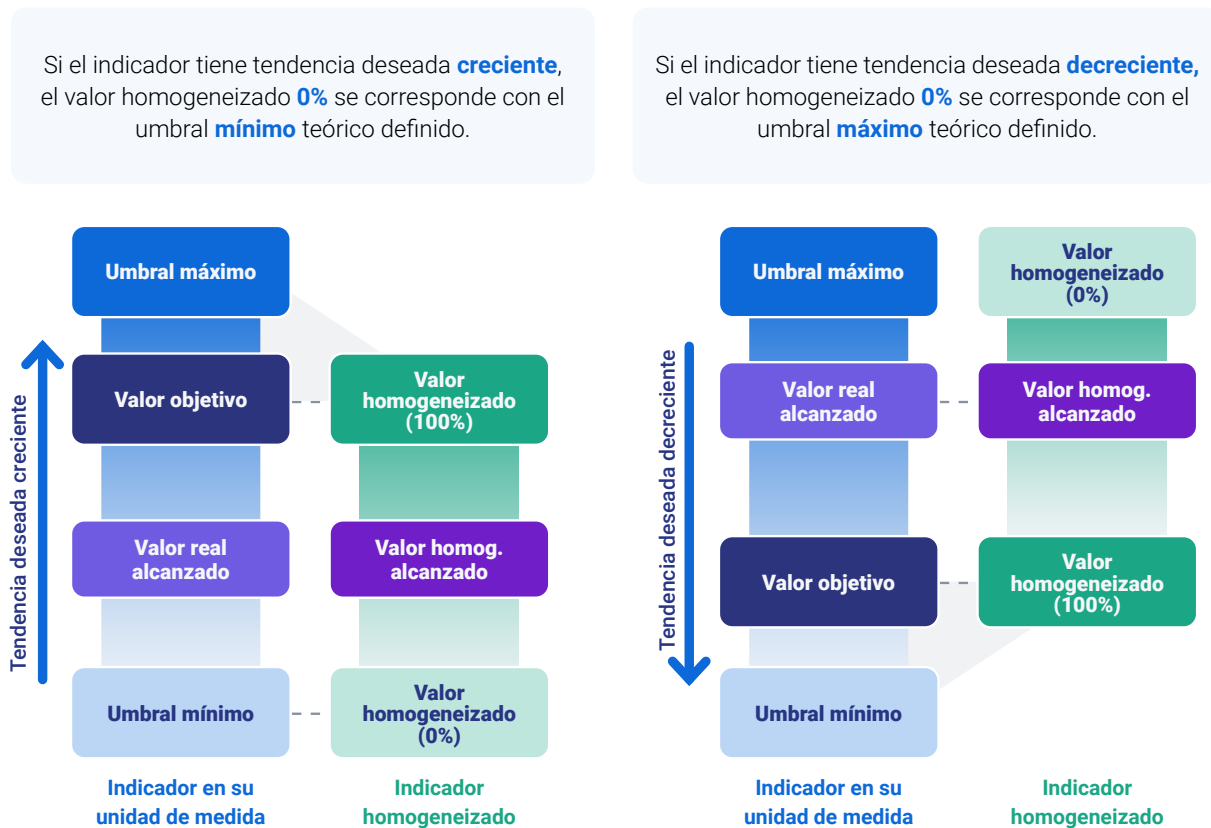 Si el indicador tiene tendencia deseada creciente,
el valor homogeneizado 0% se corresponde con el
umbral mínimo teórico definido.
Tendencia deseada creciente
Umbral máximo
Valor objetivo
Valor
homogeneizado
(100%)
Valor real
alcanzado
Valor homog.
alcanzado
Umbral mínimo
Valor
homogeneizado
(0%)
Indicador en su
unidad de medida
Indicador
homogeneizado
Si el indicador tiene tendencia deseada decreciente,
el valor homogeneizado 0% se corresponde con el
umbral máximo teórico definido.
Tendencia deseada decreciente
Umbral máximo
Valor
homogeneizado
(0%)
Valor real
alcanzado
Valor homog.
alcanzado
Valor objetivo
Valor
homogeneizado
(100%)
Umbral mínimo
Indicador en su
unidad de medida
Indicador
homogeneizado